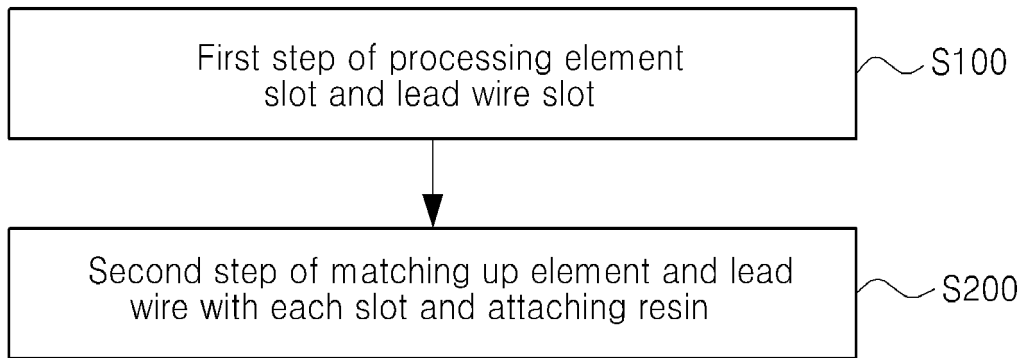 First step of processing element
slot and lead wire slot
S100
Second step of matching up element and lead
wire with each slot and attaching resin
S200